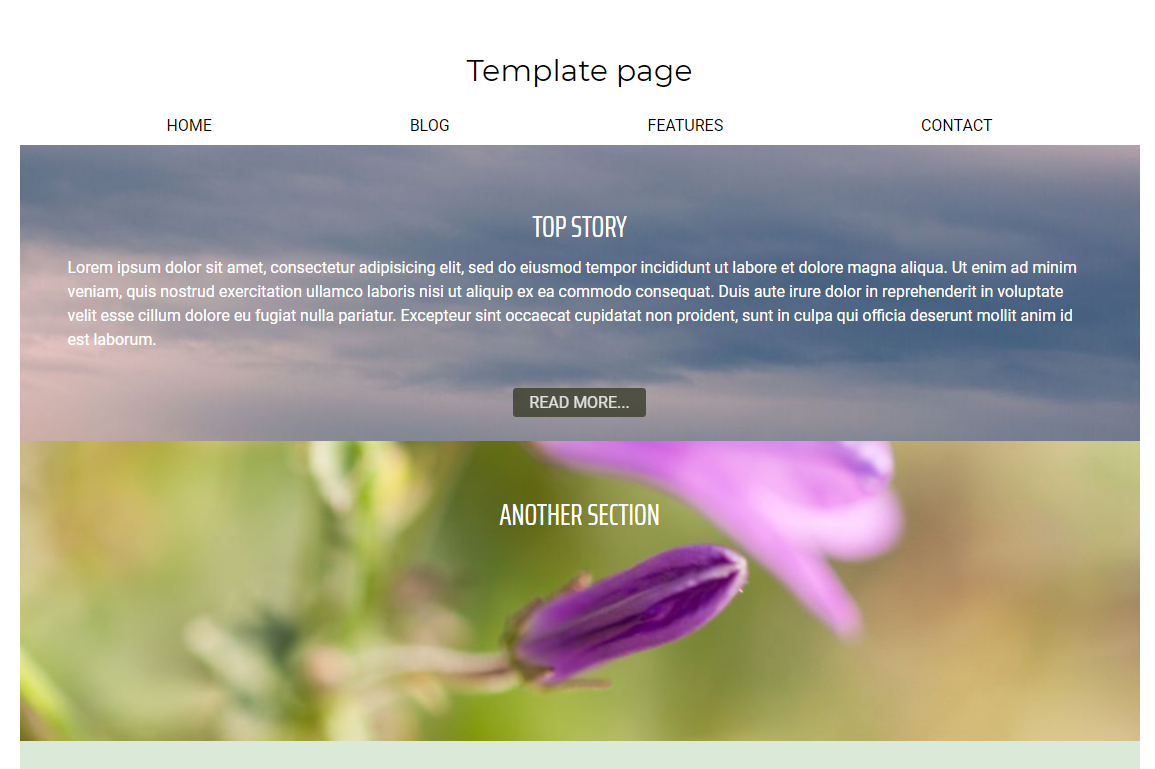 Template page
HOME BLOG FEATURES CONTACT
TOP STORY
Lorem ipsum dolor sit amet, consectetur adipisicing elit, sed do eiusmod tempor incididunt ut labore et dolore magna aliqua. Ut enim ad minim
veniam, quis nostrud exercitation ullamco laboris nisi ut aliquip ex ea commodo consequat. Duis aute irure dolor in reprehenderit in voluptate
velit esse cillum dolore eu fugiat nulla pariatur. Excepteur sint occaecat cupidatat non proident, sunt in culpa qui officia deserunt mollit anim id
est laborum.
READ MORE...
ANOTHER SECTION